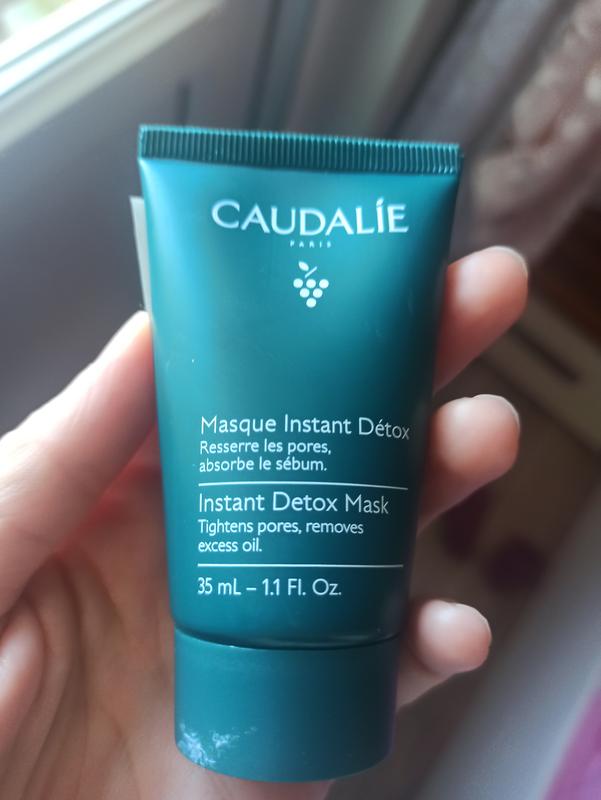 CAUDALÍE
PARIS
Masque Instant Détox
Resserre les pores,
absorbe le sébum.
Instant Detox Mask
Tightens pores, removes
excess oil.
35 mL – 1.1 Fl. Oz.